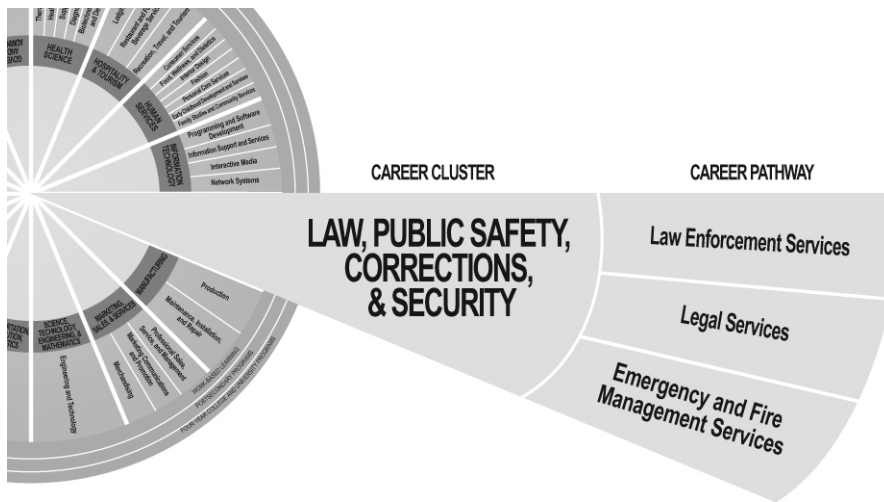 CAREER CLUSTER
CAREER PATHWAY
LAW, PUBLIC SAFETY,
CORRECTIONS,
& SECURITY
Law Enforcement Services
Legal Services
Emergency and Fire
Management Services
HEALTH
SCIENCE
HOSPITALITY
& TOURISM
Restaurant and
Beverage
Recreation, Travel, and Tourism
HUMAN
SERVICES
Consumer Services
Food, Wellness, and Dietetics
Interior Design
Fashion
Personal Care Services
Early Childhood Development and Services
Family Studies and Community Services
INFORMATION
TECHNOLOGY
Programming and Software
Development
Information Support and Services
Interactive Media
Network Systems
MANUFACTURING
Production
Maintenance, Installation,
and Repair
MARKETING,
SALES, & SERVICES
Professional Sales,
Service, and Management
Marketing Communications
and Promotion
Merchandising
SCIENCE,
TECHNOLOGY,
ENGINEERING, &
MATHEMATICS
Engineering and Technology
WORK-BASED LEARNING
POSTSECONDARY PROGRAMS
FOUR-YEAR COLLEGE AND UNIVERSITY PROGRAMS